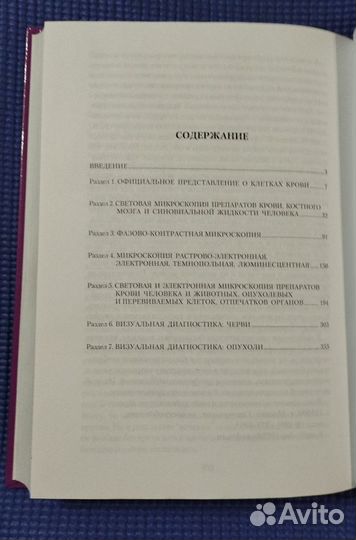 СОДЕРЖАНИЕ
ВВЕДЕНИЕ 3
Раздел 1. ОФИЦИАЛЬНОЕ ПРЕДСТАВЛЕНИЕ О КЛЕТКАХ КРОВИ 7
Раздел 2. СВЕТОВАЯ МИКРОСКОПИЯ ПРЕПАРАТОВ КРОВИ, КОСТНОГО
МОЗГА И СИНОВИАЛЬНОЙ ЖИДКОСТИ ЧЕЛОВЕКА 32
Раздел 3. ФАЗОВО-КОНТРАСТНАЯ МИКРОСКОПИЯ 91
Раздел 4. МИКРОСКОПИЯ РАСТРОВО-ЭЛЕКТРОННАЯ,
ЭЛЕКТРОННАЯ, ТЕМНОПОЛЬНАЯ, ЛЮМИНЕСЦЕНТНАЯ 156
Раздел 5. СВЕТОВАЯ И ЭЛЕКТРОННАЯ МИКРОСКОПИЯ ПРЕПАРАТОВ
КРОВИ ЧЕЛОВЕКА И ЖИВОТНЫХ, ОПУХОЛЕВЫХ
И ПЕРЕВИВАЕМЫХ КЛЕТОК, ОТПЕЧАТКОВ ОРГАНОВ 194
Раздел 6. ВИЗУАЛЬНАЯ ДИАГНОСТИКА: ЧЕРВИ 303
Раздел 7. ВИЗУАЛЬНАЯ ДИАГНОСТИКА: ОПУХОЛИ 355
Avito